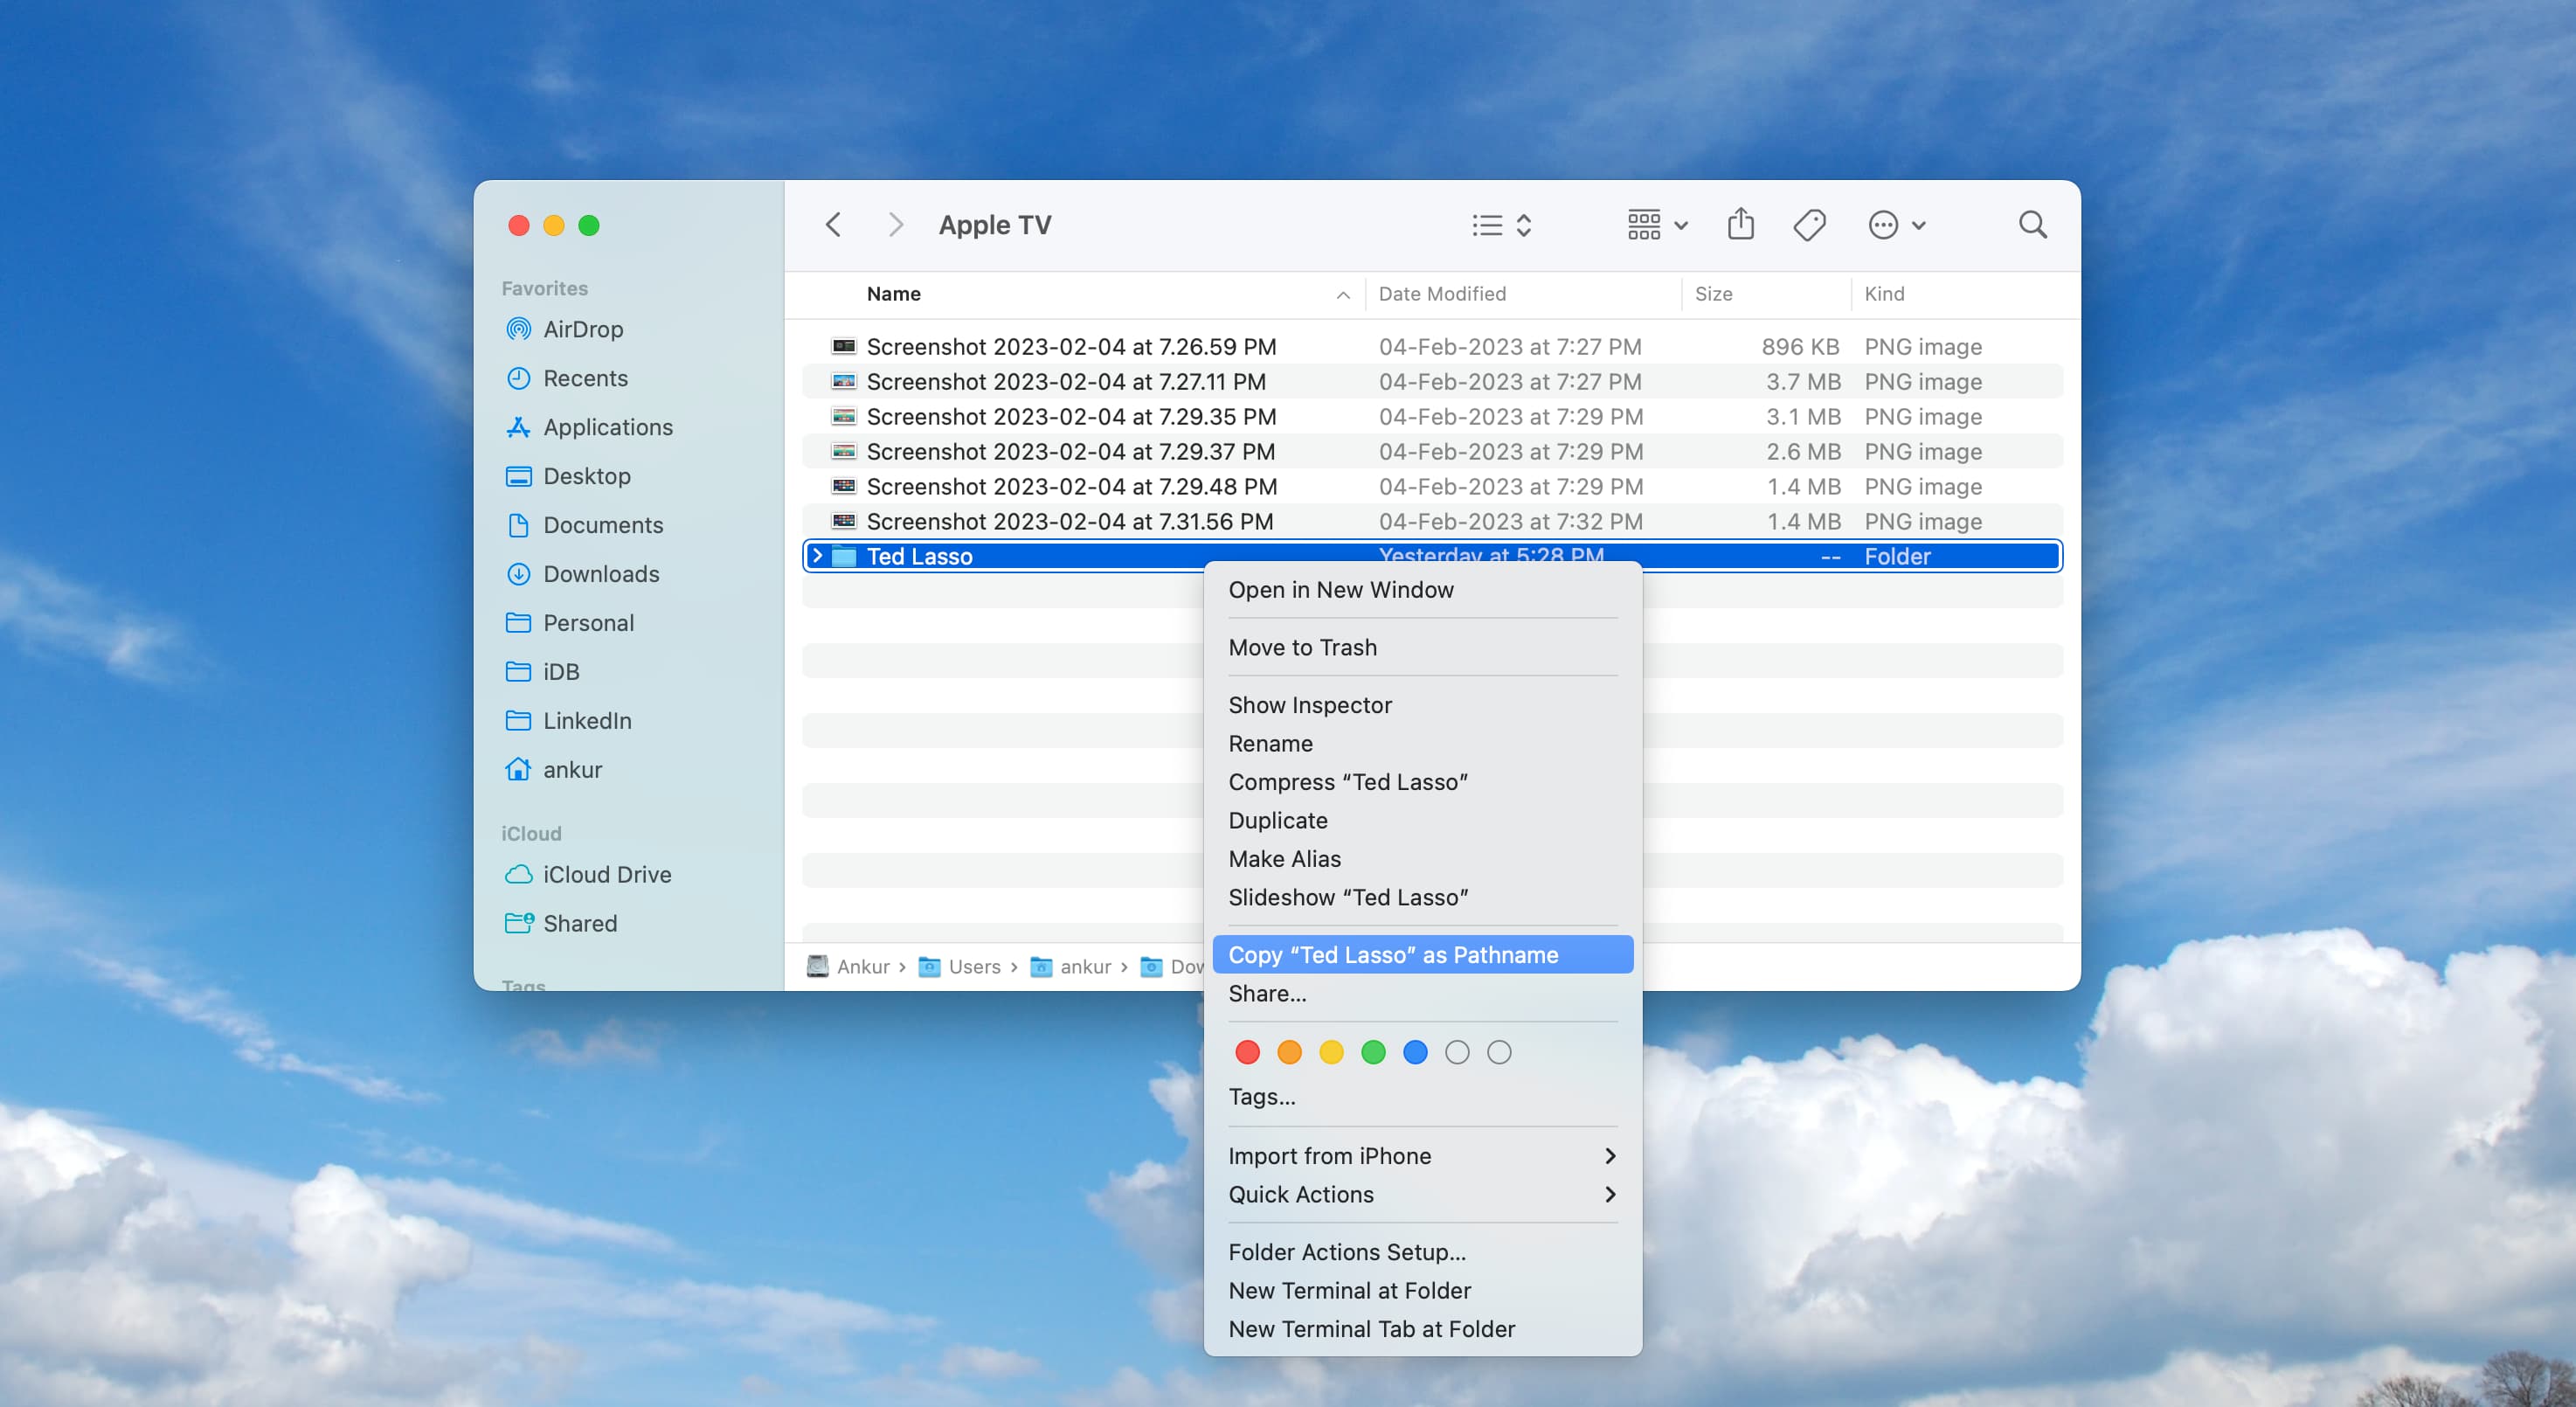 Apple TV
Favorites
AirDrop
Recents
Applications
Desktop
Documents
Downloads
Personal
iDB
LinkedIn
ankur
iCloud
iCloud Drive
Shared
Tags
Name Date Modified Size Kind
Screenshot 2023-02-04 at 7.26.59 PM 04-Feb-2023 at 7:27 PM 896 KB PNG image
Screenshot 2023-02-04 at 7.27.11 PM 04-Feb-2023 at 7:27 PM 3.7 MB PNG image
Screenshot 2023-02-04 at 7.29.35 PM 04-Feb-2023 at 7:29 PM 3.1 MB PNG image
Screenshot 2023-02-04 at 7.29.37 PM 04-Feb-2023 at 7:29 PM 2.6 MB PNG image
Screenshot 2023-02-04 at 7.29.48 PM 04-Feb-2023 at 7:29 PM 1.4 MB PNG image
Screenshot 2023-02-04 at 7.31.56 PM 04-Feb-2023 at 7:32 PM 1.4 MB PNG image
Ted Lasso Yesterday at 5:28 PM -- Folder
Open in New Window
Move to Trash
Show Inspector
Rename
Compress “Ted Lasso”
Duplicate
Make Alias
Slideshow “Ted Lasso”
Copy “Ted Lasso” as Pathname
Share...
Tags...
Import from iPhone
Quick Actions
Folder Actions Setup...
New Terminal at Folder
New Terminal Tab at Folder
Ankur › Users › ankur › Dow